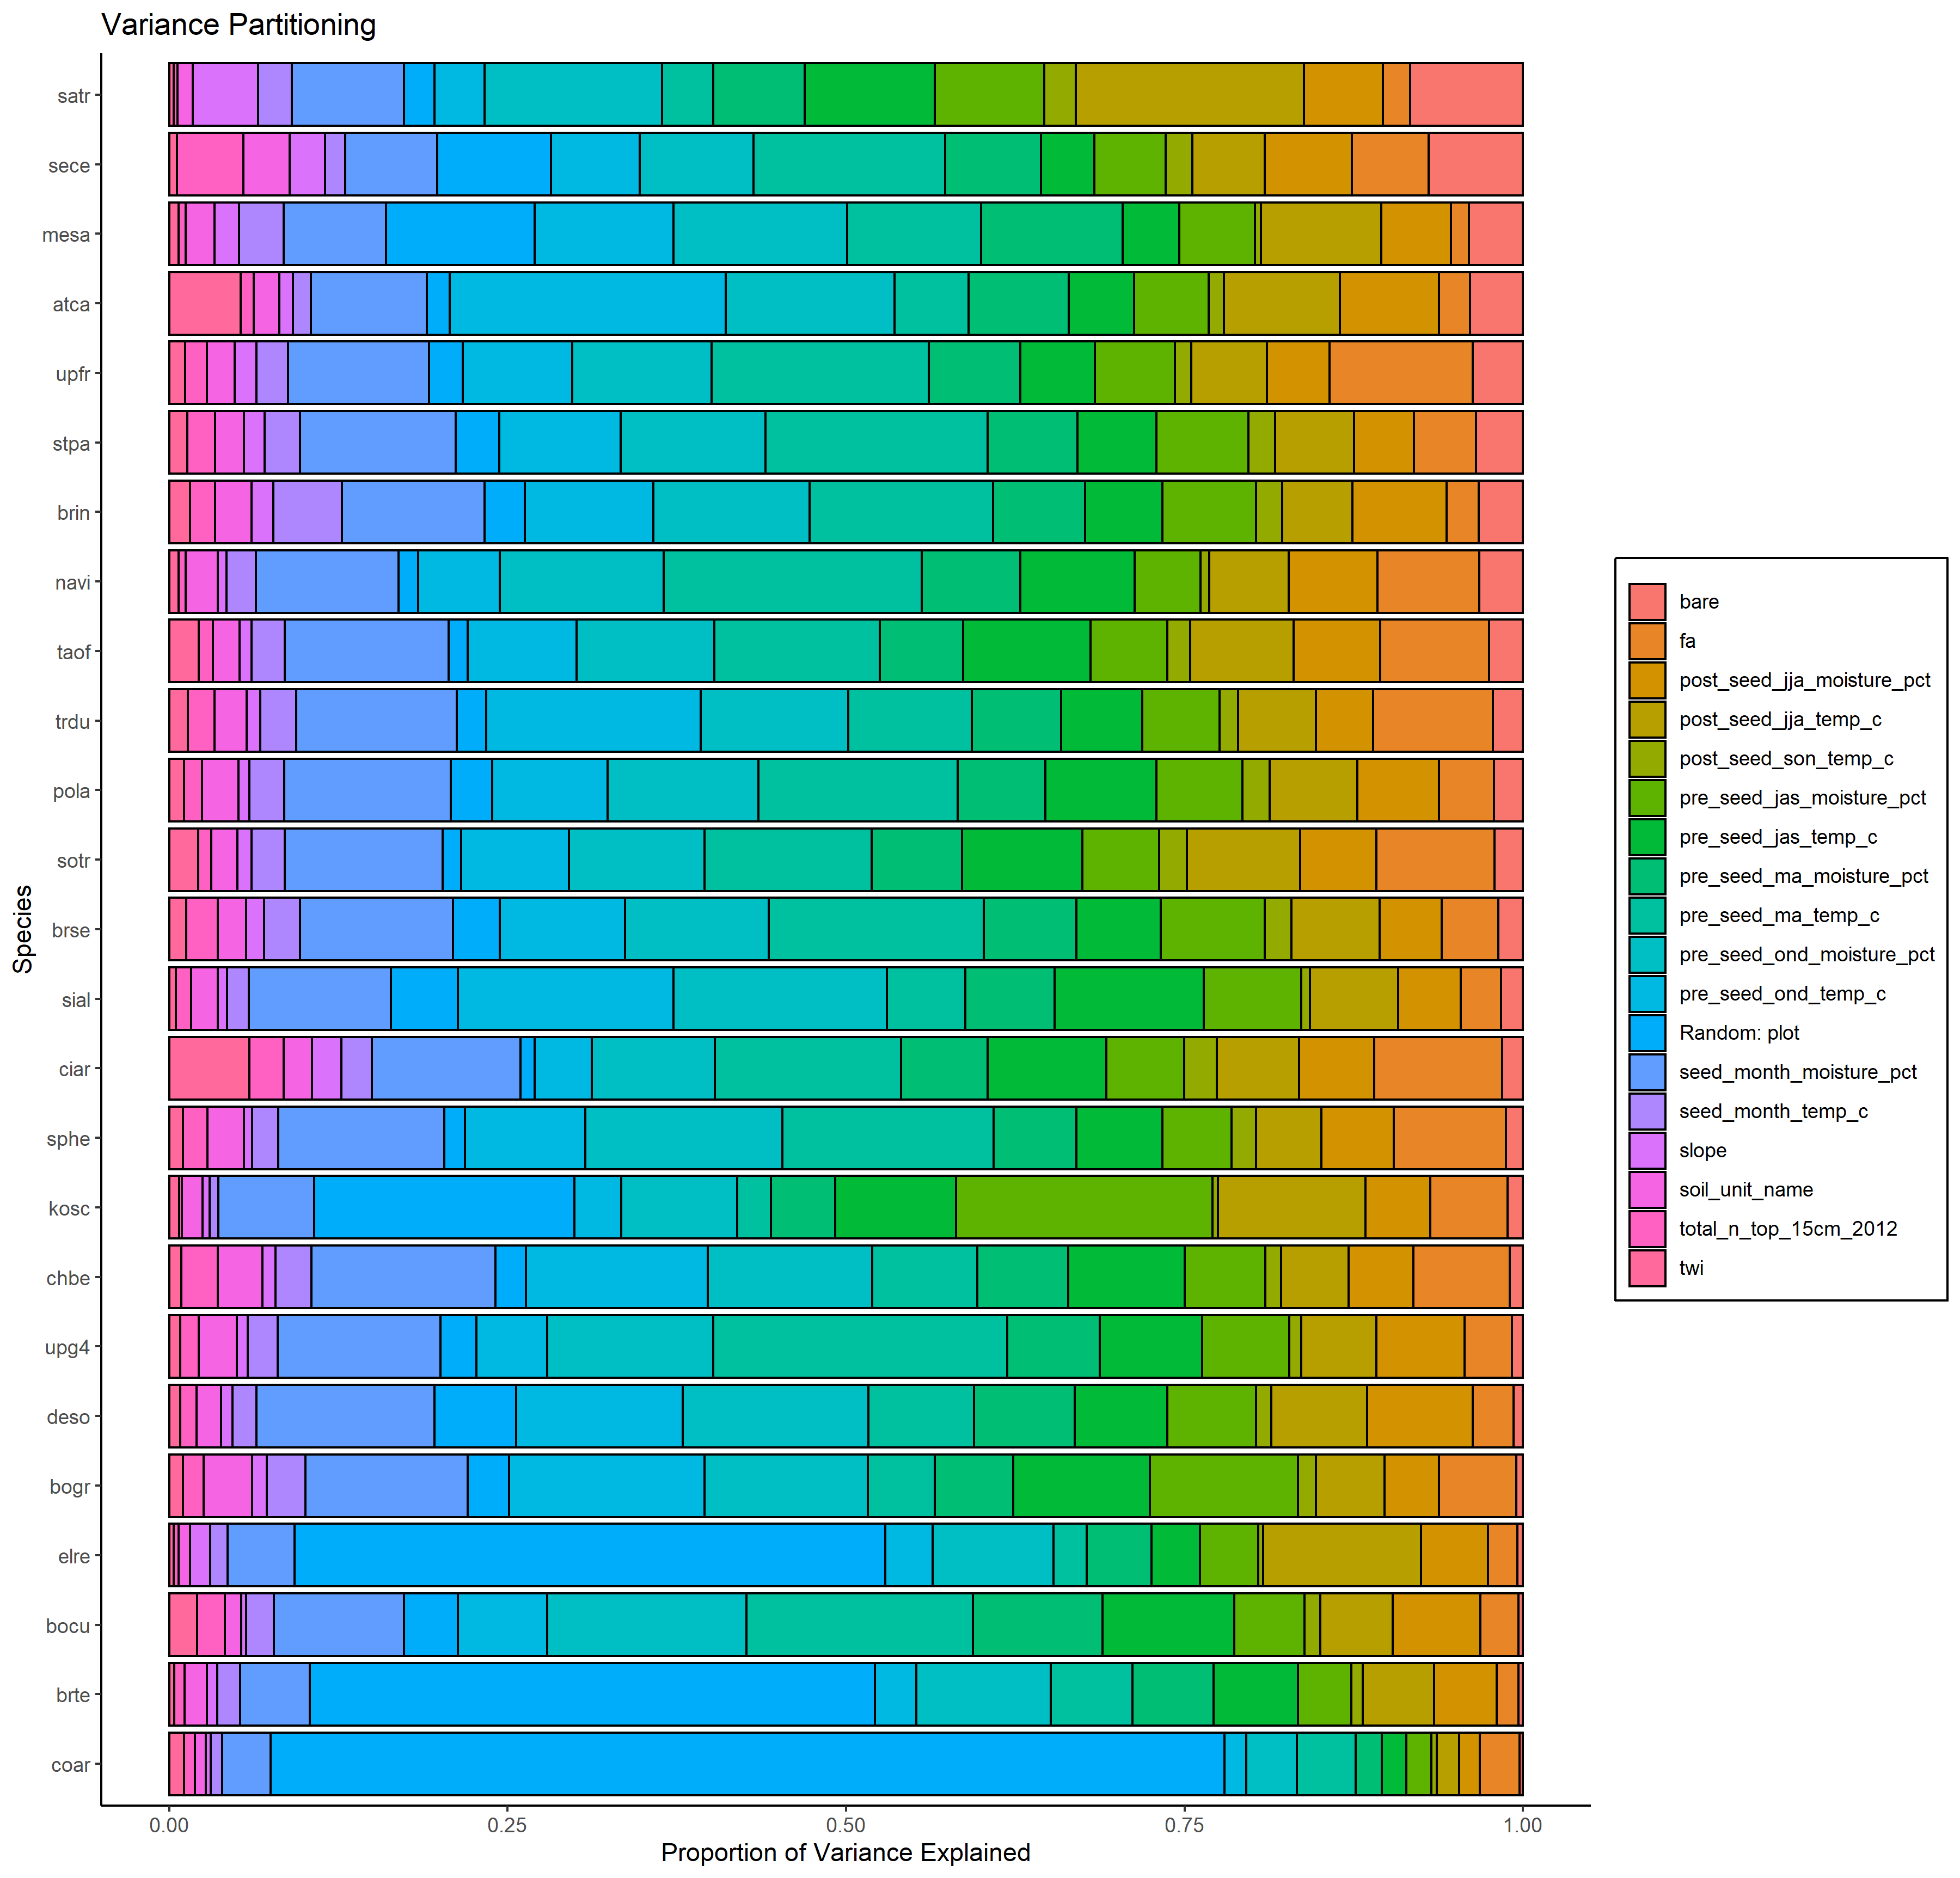 Variance Partitioning
Species
satr
sece
mesa
atca
upfr
stpa
brin
navi
taof
trdu
pola
sotr
brse
sial
ciar
sphe
kosc
chbe
upg4
deso
bogr
elre
bocu
brte
coar
0.00 0.25 0.50 0.75 1.00
Proportion of Variance Explained
bare
fa
post_seed_jja_moisture_pct
post_seed_jja_temp_c
post_seed_son_temp_c
pre_seed_jas_moisture_pct
pre_seed_jas_temp_c
pre_seed_ma_moisture_pct
pre_seed_ma_temp_c
pre_seed_ond_moisture_pct
pre_seed_ond_temp_c
Random: plot
seed_month_moisture_pct
seed_month_temp_c
slope
soil_unit_name
total_n_top_15cm_2012
twi